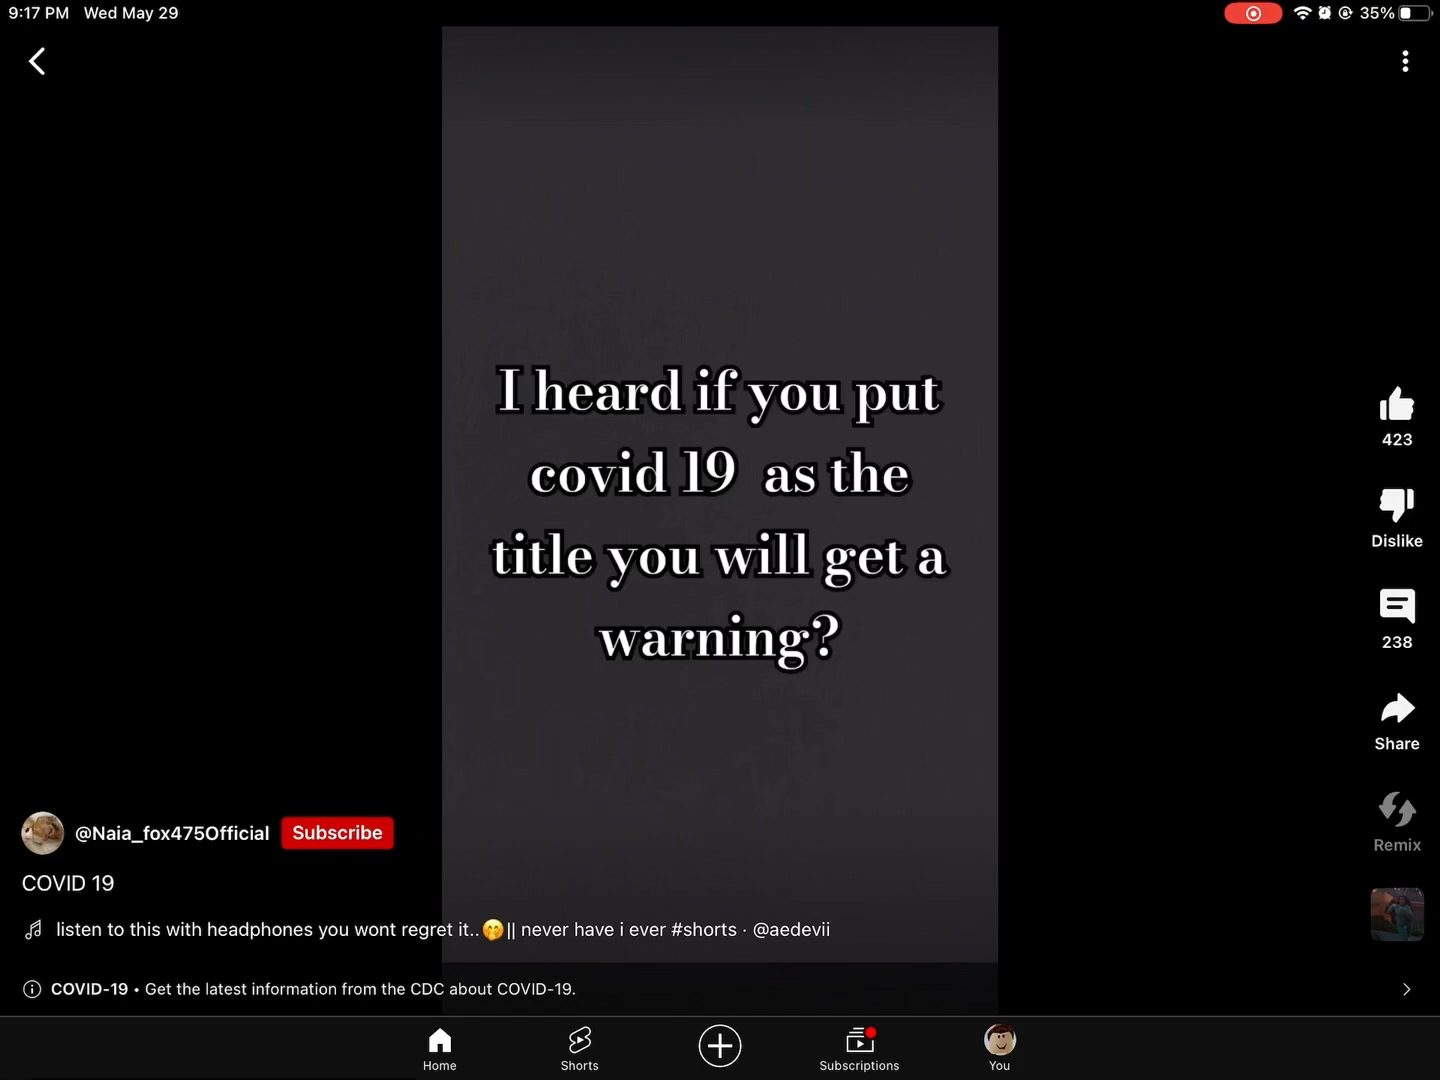 9:17 PM Wed May 29
35%
I heard if you put
covid 19 as the
title you will get a
warning?
423
Dislike
238
Share
Remix
@Naia_fox475Official Subscribe
COVID 19
listen to this with headphones you wont regret it..🤭|| never have i ever #shorts · @aedevii
COVID-19 • Get the latest information from the CDC about COVID-19.
Home
Shorts
Subscriptions
You